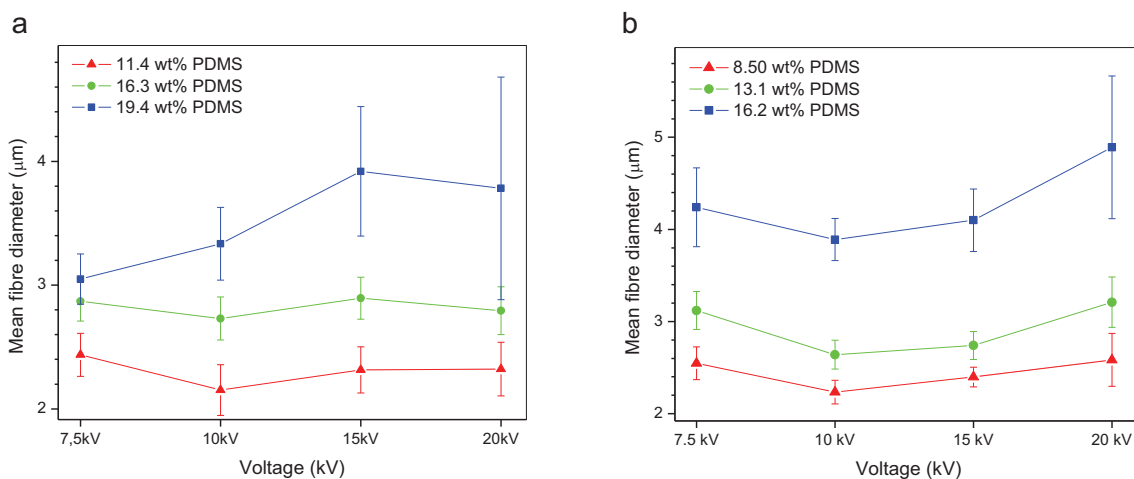 a
11.4 wt% PDMS
16.3 wt% PDMS
19.4 wt% PDMS
Mean fibre diameter (μm)
4
3
2
7,5kV 10kV 15kV 20kV
Voltage (kV)
b
8.50 wt% PDMS
13.1 wt% PDMS
16.2 wt% PDMS
Mean fibre diameter (μm)
5
4
3
2
7.5 kV 10 kV 15 kV 20 kV
Voltage (kV)